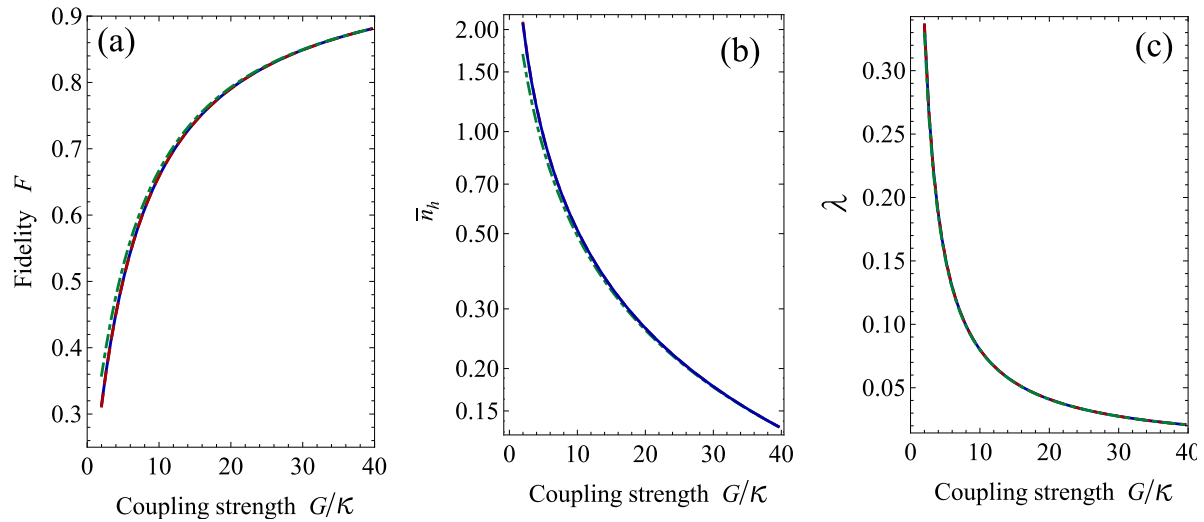 (a)
Fidelity F
0.9
0.8
0.7
0.6
0.5
0.4
0.3
0 10 20 30 40
Coupling strength G/κ
(b)
n̄h
2.00
1.50
1.00
0.70
0.50
0.30
0.20
0.15
0 10 20 30 40
Coupling strength G/κ
(c)
λ
0.30
0.25
0.20
0.15
0.10
0.05
0 10 20 30 40
Coupling strength G/κ